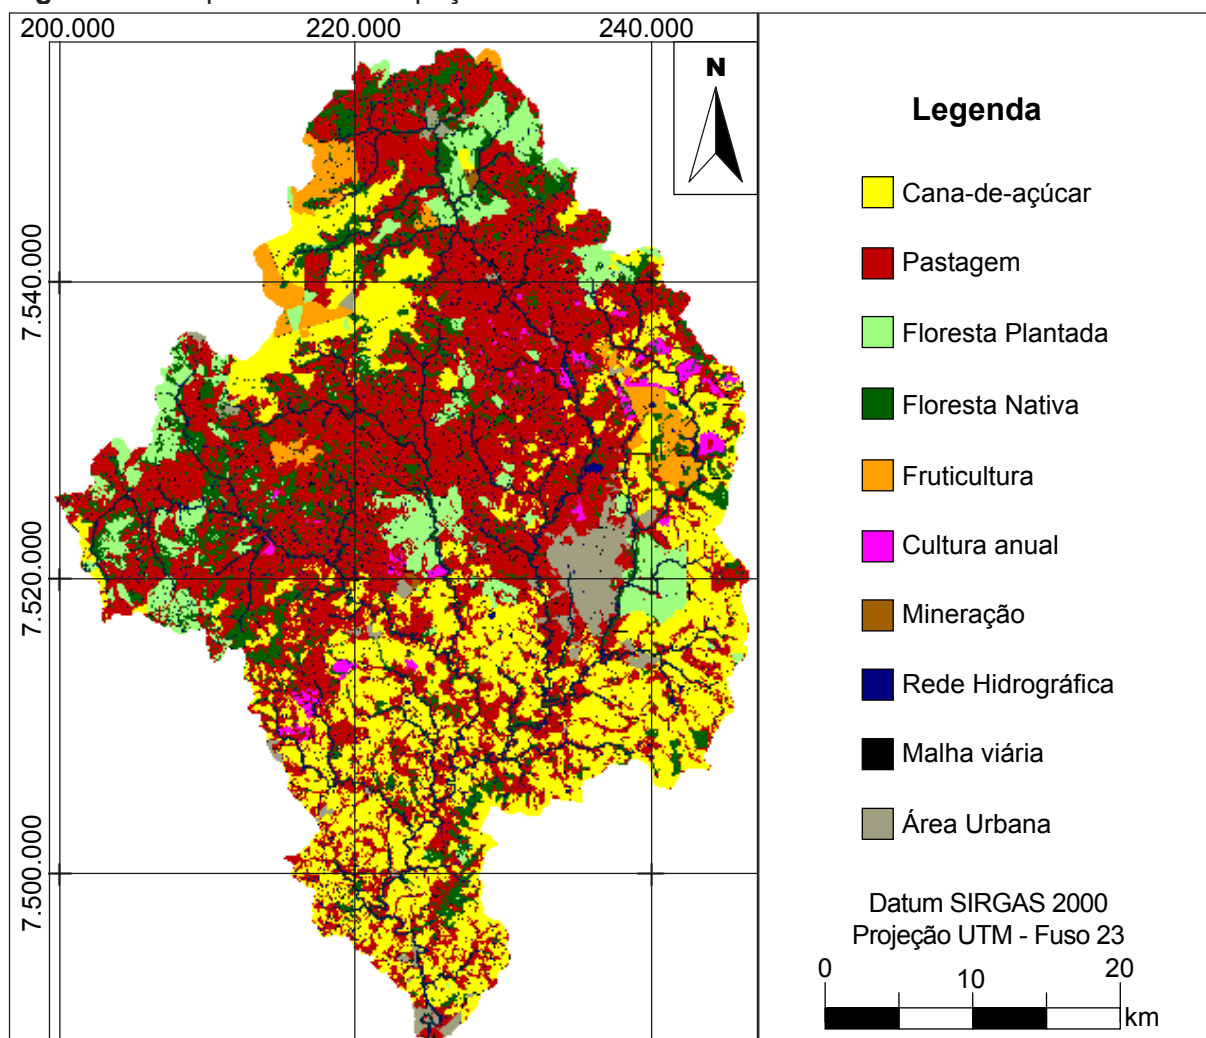 200.000
220.000
240.000
N
7.540.000
7.520.000
7.500.000
Legenda
Cana-de-açúcar
Pastagem
Floresta Plantada
Floresta Nativa
Fruticultura
Cultura anual
Mineração
Rede Hidrográfica
Malha viária
Área Urbana
Datum SIRGAS 2000
Projeção UTM - Fuso 23
0 10 20
km